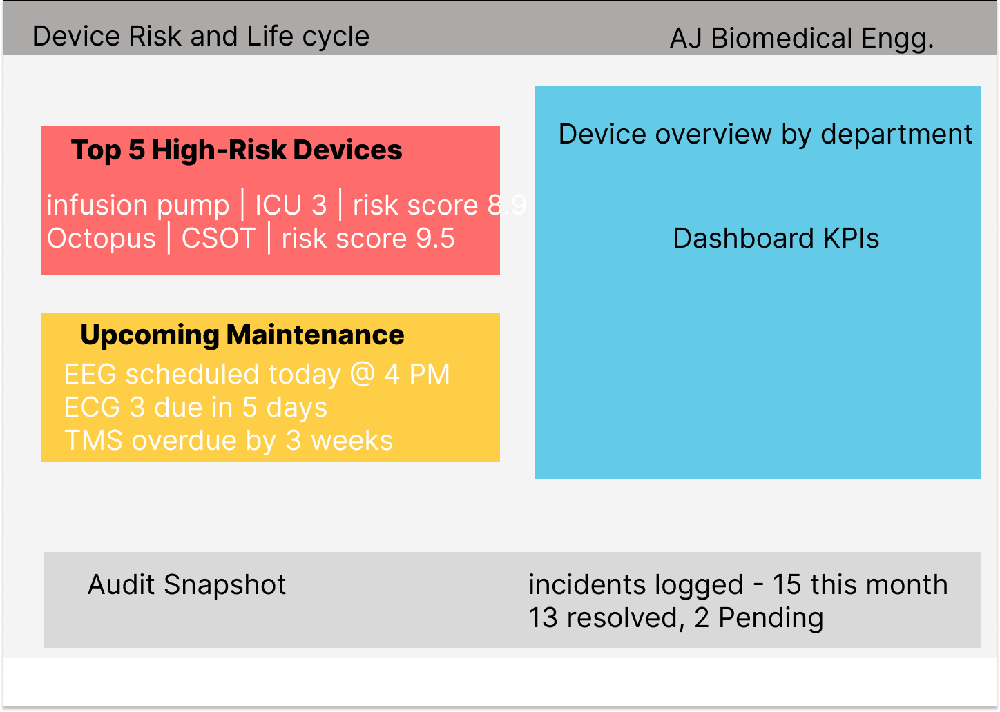 Device Risk and Life cycle
AJ Biomedical Engg.
Top 5 High-Risk Devices
infusion pump | ICU 3 | risk score 8.9
Octopus | CSOT | risk score 9.5
Upcoming Maintenance
EEG scheduled today @ 4 PM
ECG 3 due in 5 days
TMS overdue by 3 weeks
Device overview by department
Dashboard KPIs
Audit Snapshot
incidents logged - 15 this month
13 resolved, 2 Pending